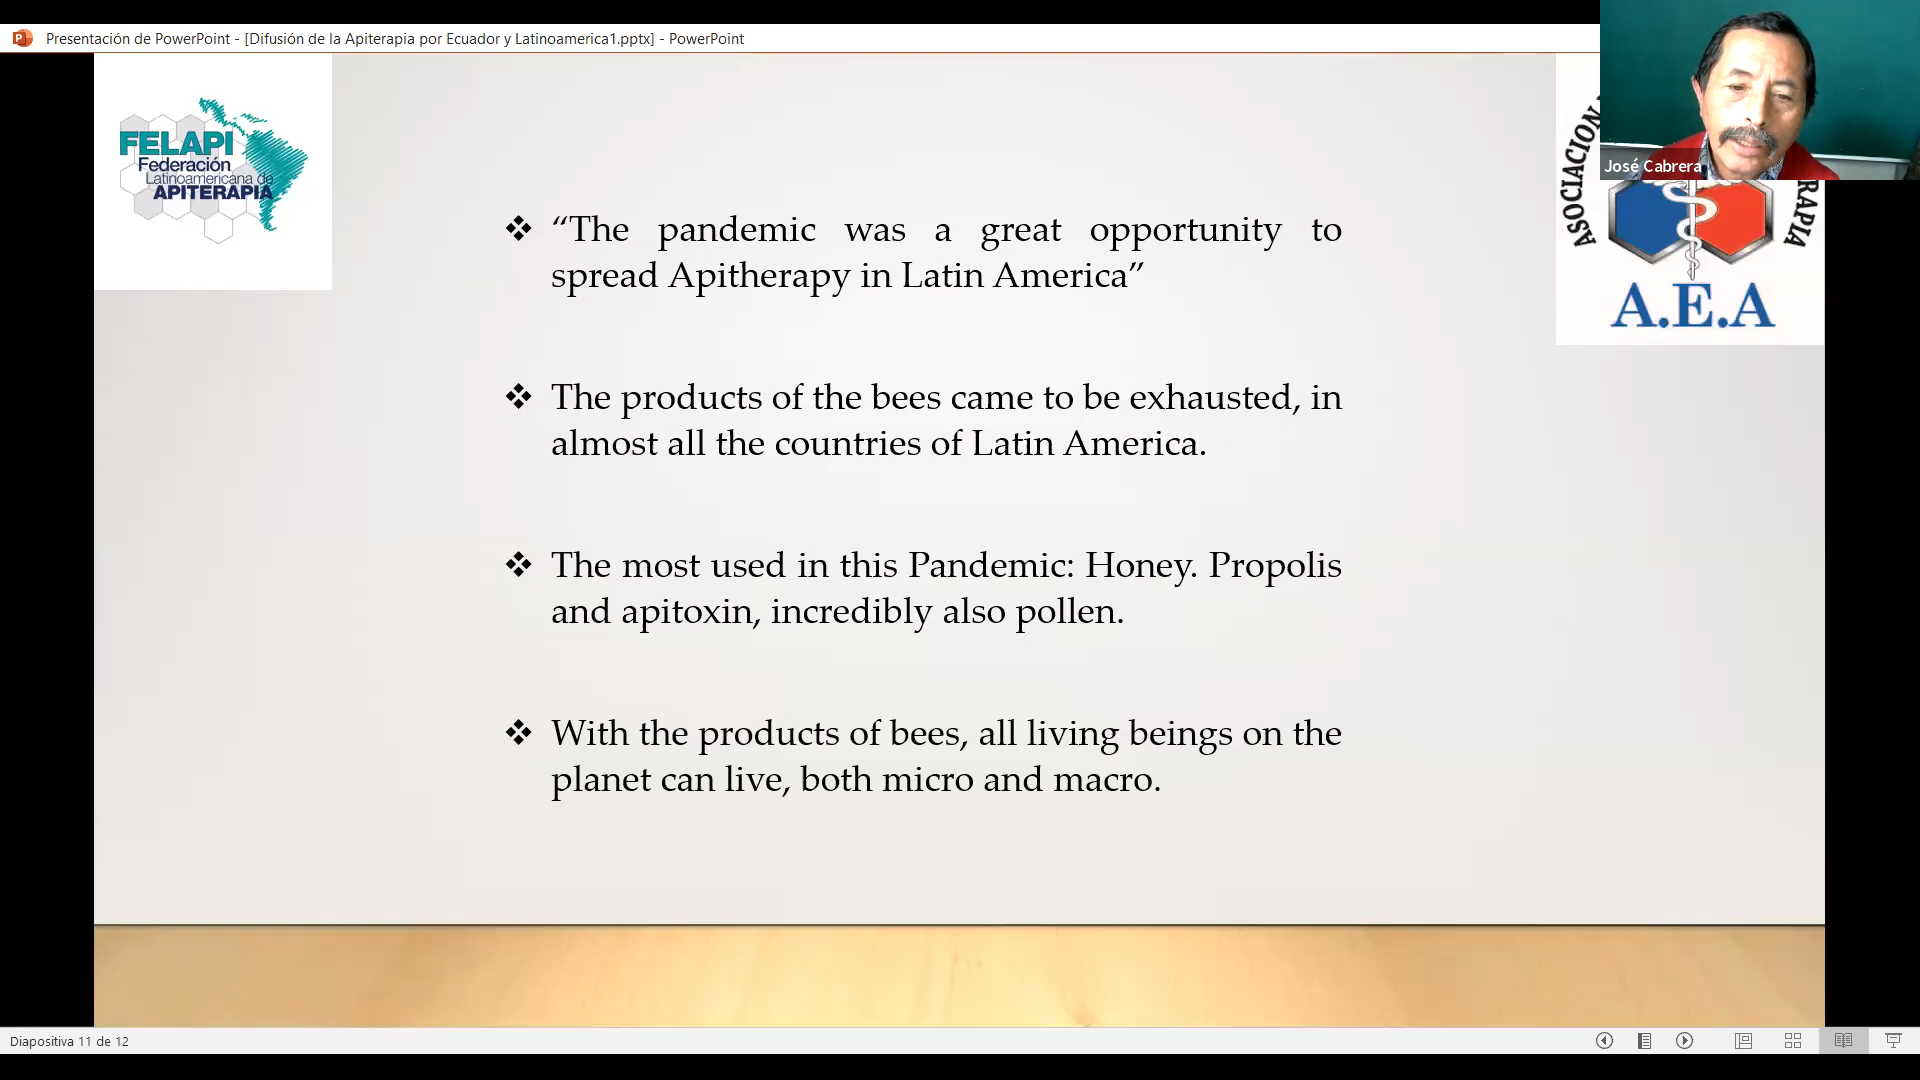 Presentación de PowerPoint - [Difusión de la Apiterapia por Ecuador y Latinoamerica1.pptx] - PowerPoint
FELAPI
Federación
Latinoamericana de
APITERAPIA
José Cabrera
ASOCIACION
RAPIA
A.E.A
❖ “The pandemic was a great opportunity to
spread Apitherapy in Latin America”
❖ The products of the bees came to be exhausted, in
almost all the countries of Latin America.
❖ The most used in this Pandemic: Honey. Propolis
and apitoxin, incredibly also pollen.
❖ With the products of bees, all living beings on the
planet can live, both micro and macro.
Diapositiva 11 de 12